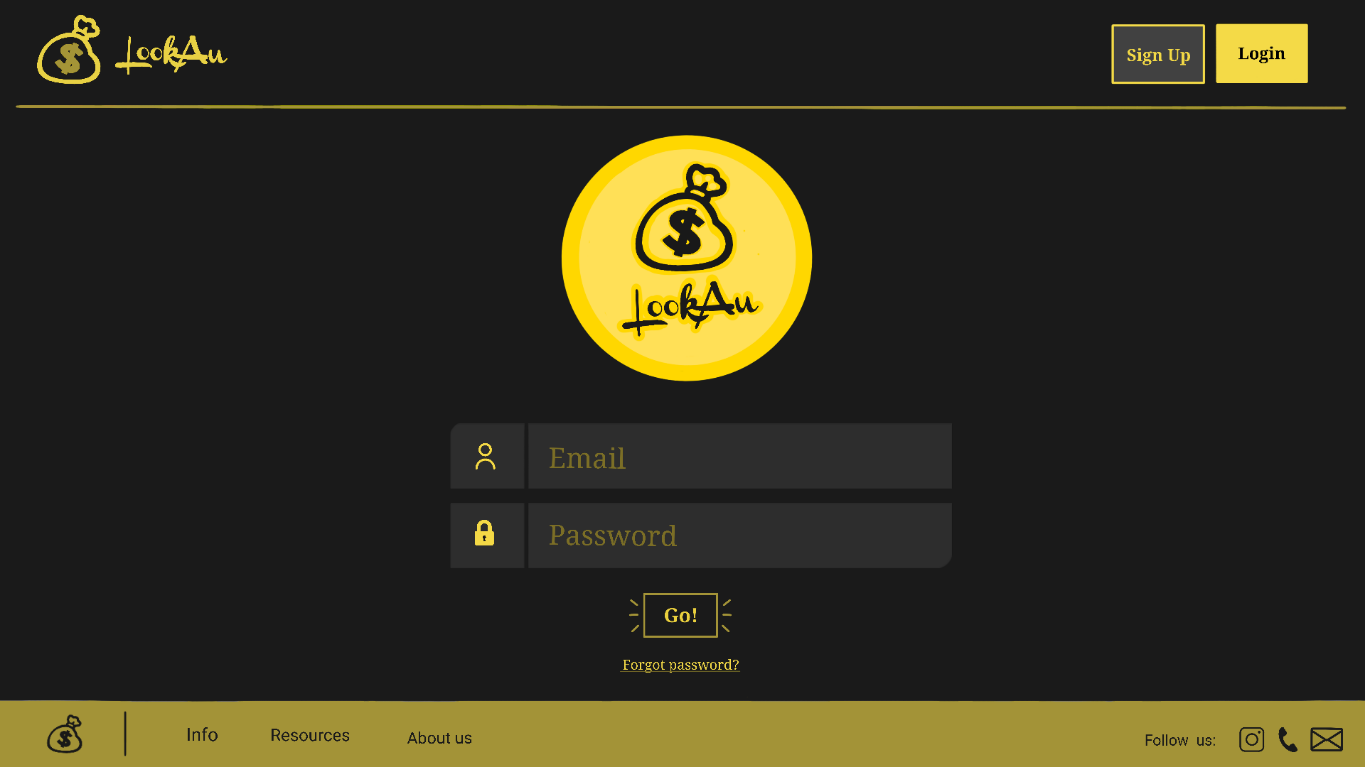 $ LookAu
Sign Up
Login
$
LookAu
Email
Password
Go!
Forgot password?
$
Info Resources About us
Follow us: